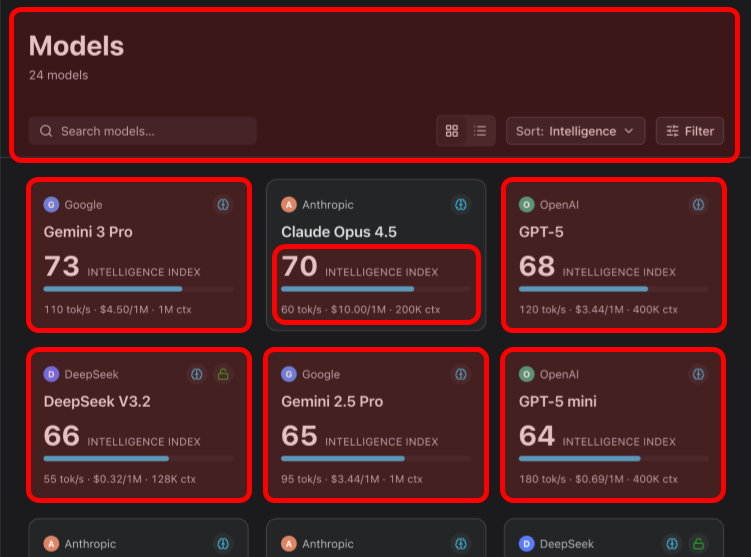 Models
24 models
Search models...
Sort: Intelligence
Filter
G Google
Gemini 3 Pro
73 INTELLIGENCE INDEX
110 tok/s · $4.50/1M · 1M ctx
A Anthropic
Claude Opus 4.5
70 INTELLIGENCE INDEX
60 tok/s · $10.00/1M · 200K ctx
O OpenAI
GPT-5
68 INTELLIGENCE INDEX
120 tok/s · $3.44/1M · 400K ctx
D DeepSeek
DeepSeek V3.2
66 INTELLIGENCE INDEX
55 tok/s · $0.32/1M · 128K ctx
G Google
Gemini 2.5 Pro
65 INTELLIGENCE INDEX
95 tok/s · $3.44/1M · 1M ctx
O OpenAI
GPT-5 mini
64 INTELLIGENCE INDEX
180 tok/s · $0.69/1M · 400K ctx
A Anthropic
A Anthropic
D DeepSeek